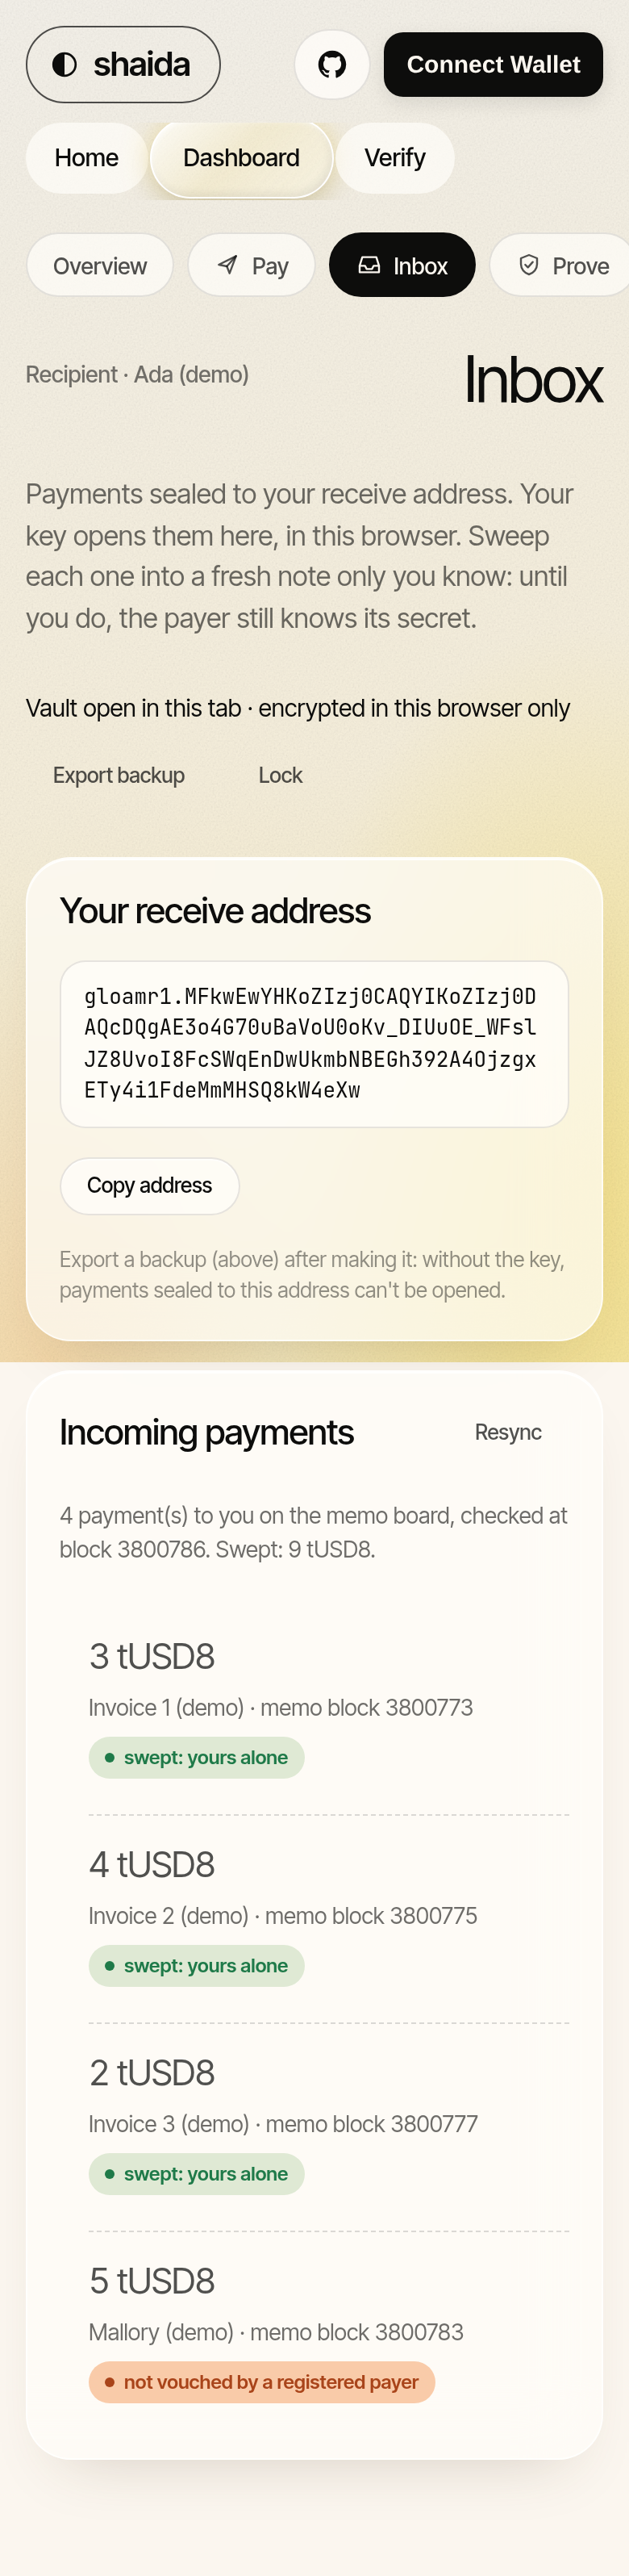 shaida
Connect Wallet
Home
Dashboard
Verify
Overview
Pay
Inbox
Prove
Recipient · Ada (demo)
Inbox
Payments sealed to your receive address. Your
key opens them here, in this browser. Sweep
each one into a fresh note only you know: until
you do, the payer still knows its secret.
Vault open in this tab · encrypted in this browser only
Export backup
Lock
Your receive address
gloamr1.MFkwEwYHKoZIzj0CAQYIKoZIzj0D
AQcDQgAE3o4G70uBaVoU0oKv_DIUuOE_WFsl
JZ8UvoI8FcSWqEnDwUkmbNBEGh392A4Ojzgx
ETy4i1FdeMmMHSQ8kW4eXw
Copy address
Export a backup (above) after making it: without the key,
payments sealed to this address can't be opened.
Incoming payments
Resync
4 payment(s) to you on the memo board, checked at
block 3800786. Swept: 9 tUSD8.
3 tUSD8
Invoice 1 (demo) · memo block 3800773
swept: yours alone
4 tUSD8
Invoice 2 (demo) · memo block 3800775
swept: yours alone
2 tUSD8
Invoice 3 (demo) · memo block 3800777
swept: yours alone
5 tUSD8
Mallory (demo) · memo block 3800783
not vouched by a registered payer